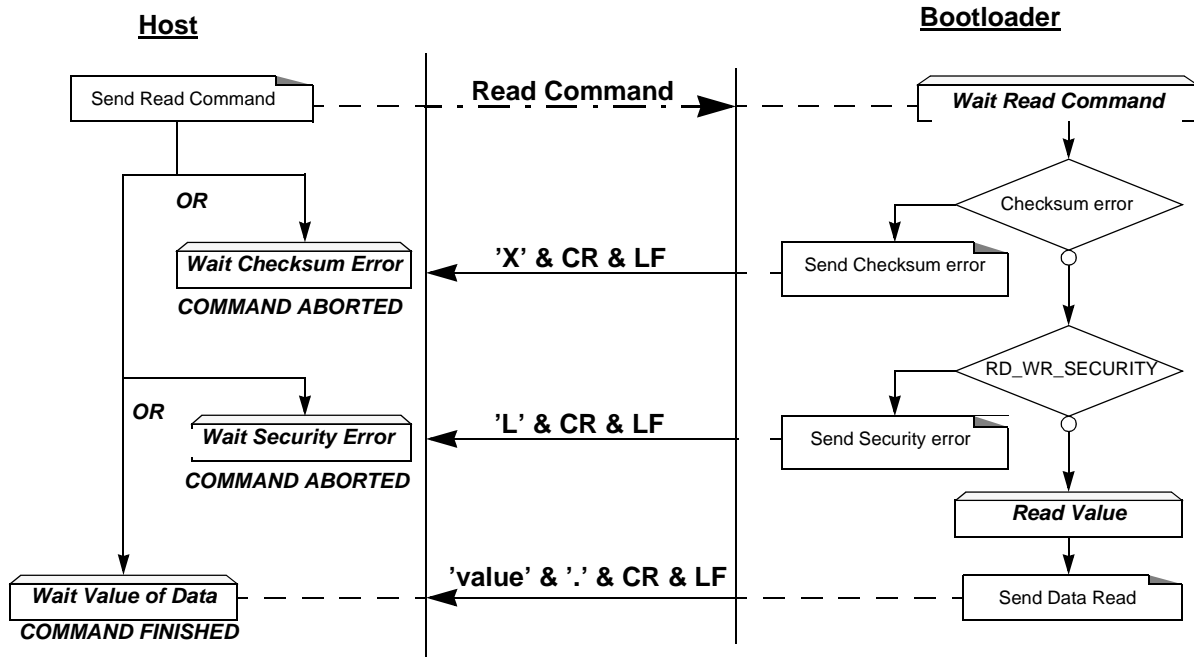 Host
Bootloader
Send Read Command
Read Command
Wait Read Command
OR
Checksum error
Wait Checksum Error
’X’ & CR & LF
Send Checksum error
COMMAND ABORTED
RD_WR_SECURITY
OR
Wait Security Error
’L’ & CR & LF
Send Security error
COMMAND ABORTED
Read Value
’value’ & ’.’ & CR & LF
Wait Value of Data
Send Data Read
COMMAND FINISHED